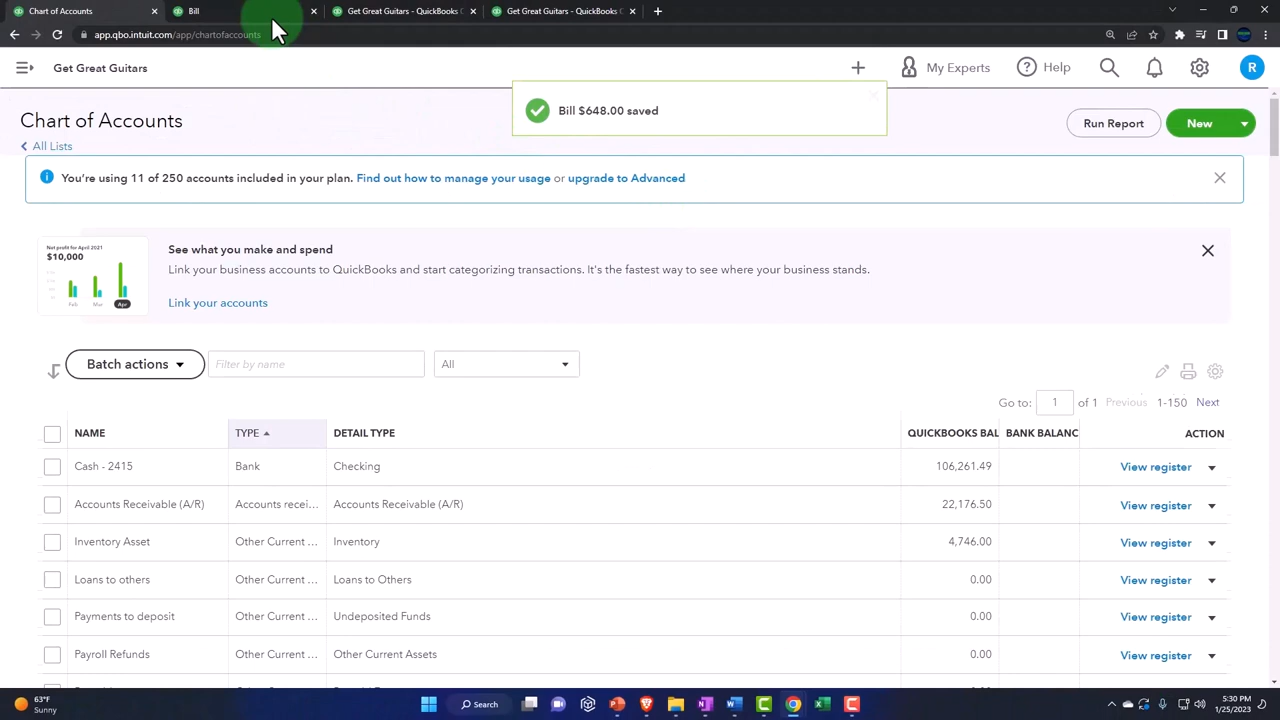 Chart of Accounts
Bill
Get Great Guitars - QuickBooks
Get Great Guitars - QuickBooks
app.qbo.intuit.com/app/chartofaccounts
Get Great Guitars
My Experts
Help
R
Bill $648.00 saved
Chart of Accounts
All Lists
Run Report
New
You're using 11 of 250 accounts included in your plan. Find out how to manage your usage or upgrade to Advanced
Net profit for April 2021
$10,000
Feb Mar Apr
See what you make and spend
Link your business accounts to QuickBooks and start categorizing transactions. It's the fastest way to see where your business stands.
Link your accounts
Batch actions
Filter by name
All
Go to: 1 of 1 Previous 1-150 Next
NAME TYPE DETAIL TYPE QUICKBOOKS BAL BANK BALANC ACTION
Cash - 2415 Bank Checking 106,261.49 View register
Accounts Receivable (A/R) Accounts recei... Accounts Receivable (A/R) 22,176.50 View register
Inventory Asset Other Current ... Inventory 4,746.00 View register
Loans to others Other Current ... Loans to Others 0.00 View register
Payments to deposit Other Current ... Undeposited Funds 0.00 View register
Payroll Refunds Other Current ... Other Current Assets 0.00 View register
63°F
Sunny
Search
5:30 PM
1/25/2023